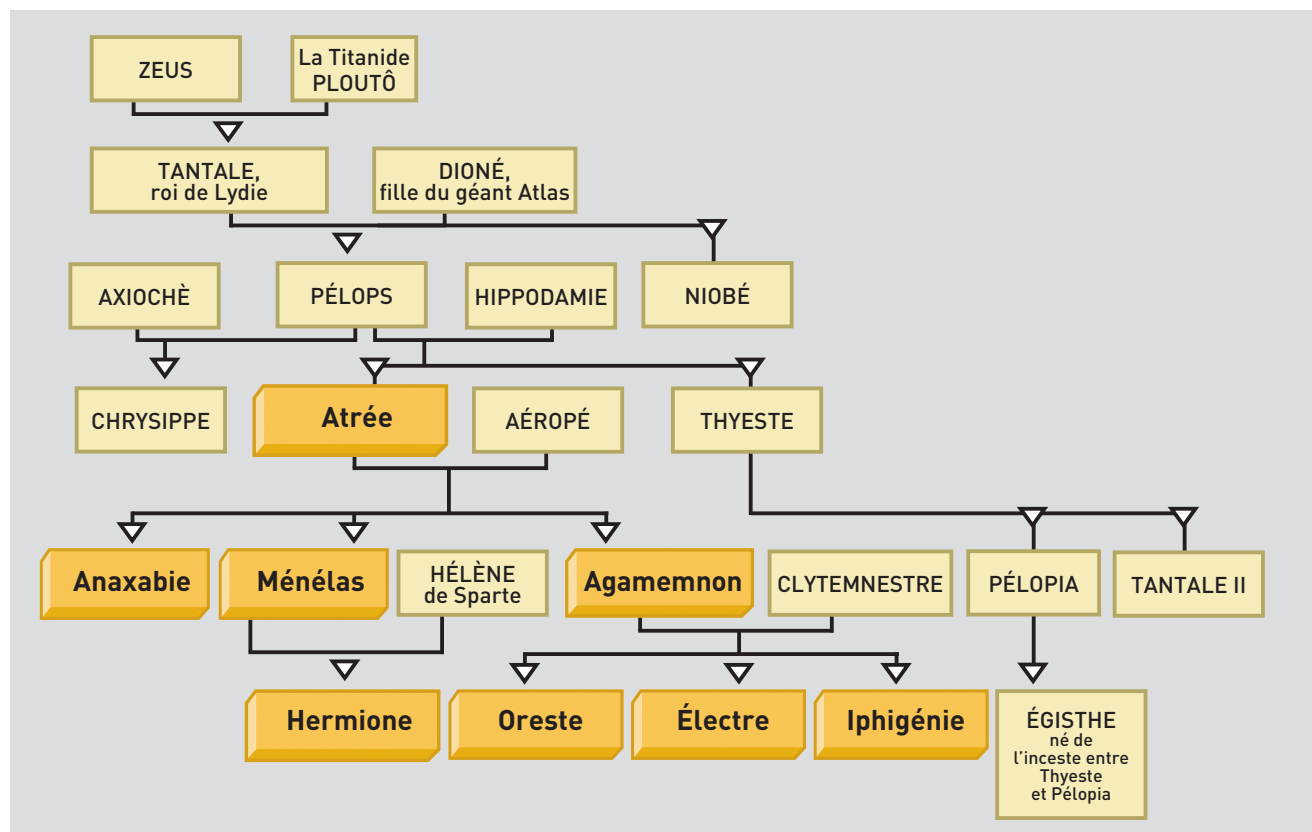 ZEUS
La Titanide
PLOUTÔ
TANTALE,
roi de Lydie
DIONÉ,
fille du géant Atlas
AXIOCHÈ
PÉLOPS
HIPPODAMIE
NIOBÉ
CHRYSIPPE
Atrée
AÉROPÉ
THYESTE
Anaxabie
Ménélas
HÉLÈNE
de Sparte
Agamemnon
CLYTEMNESTRE
PÉLOPIA
TANTALE II
Hermione
Oreste
Électre
Iphigénie
ÉGISTHE
né de
l'inceste entre
Thyeste
et Pélopia